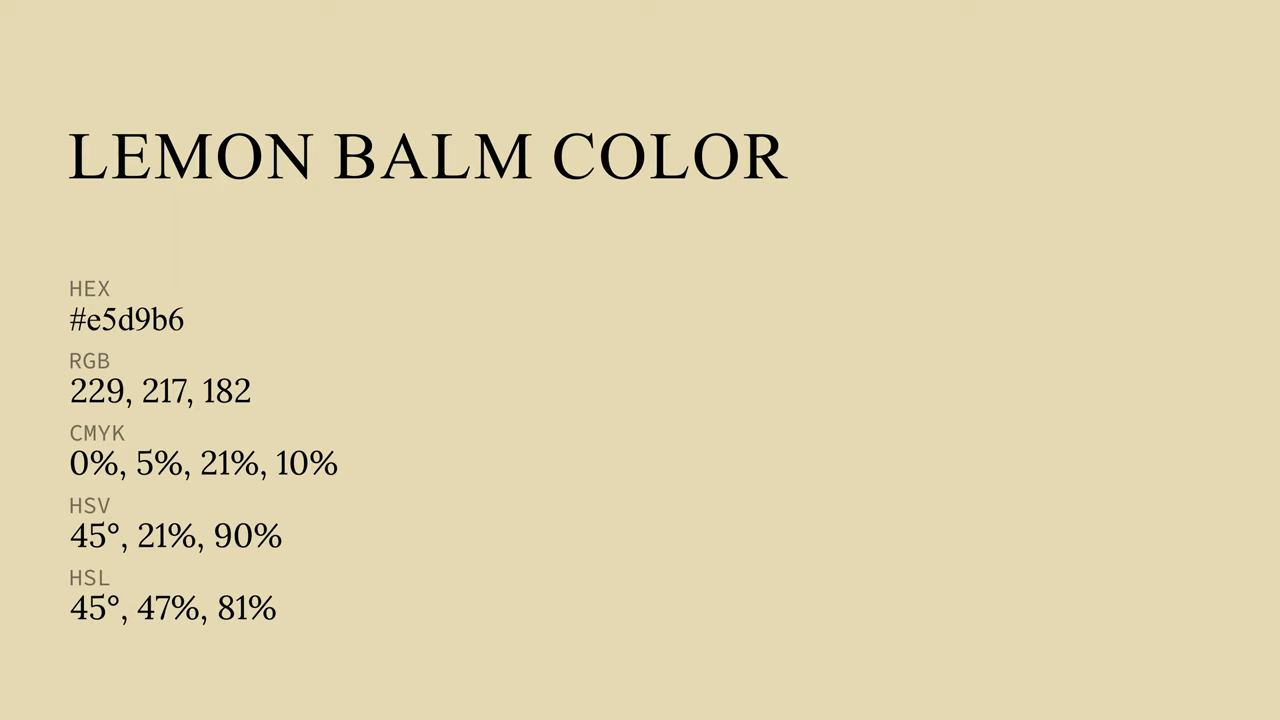 LEMON BALM COLOR
HEX
#e5d9b6
RGB
229, 217, 182
CMYK
0%, 5%, 21%, 10%
HSV
45°, 21%, 90%
HSL
45°, 47%, 81%